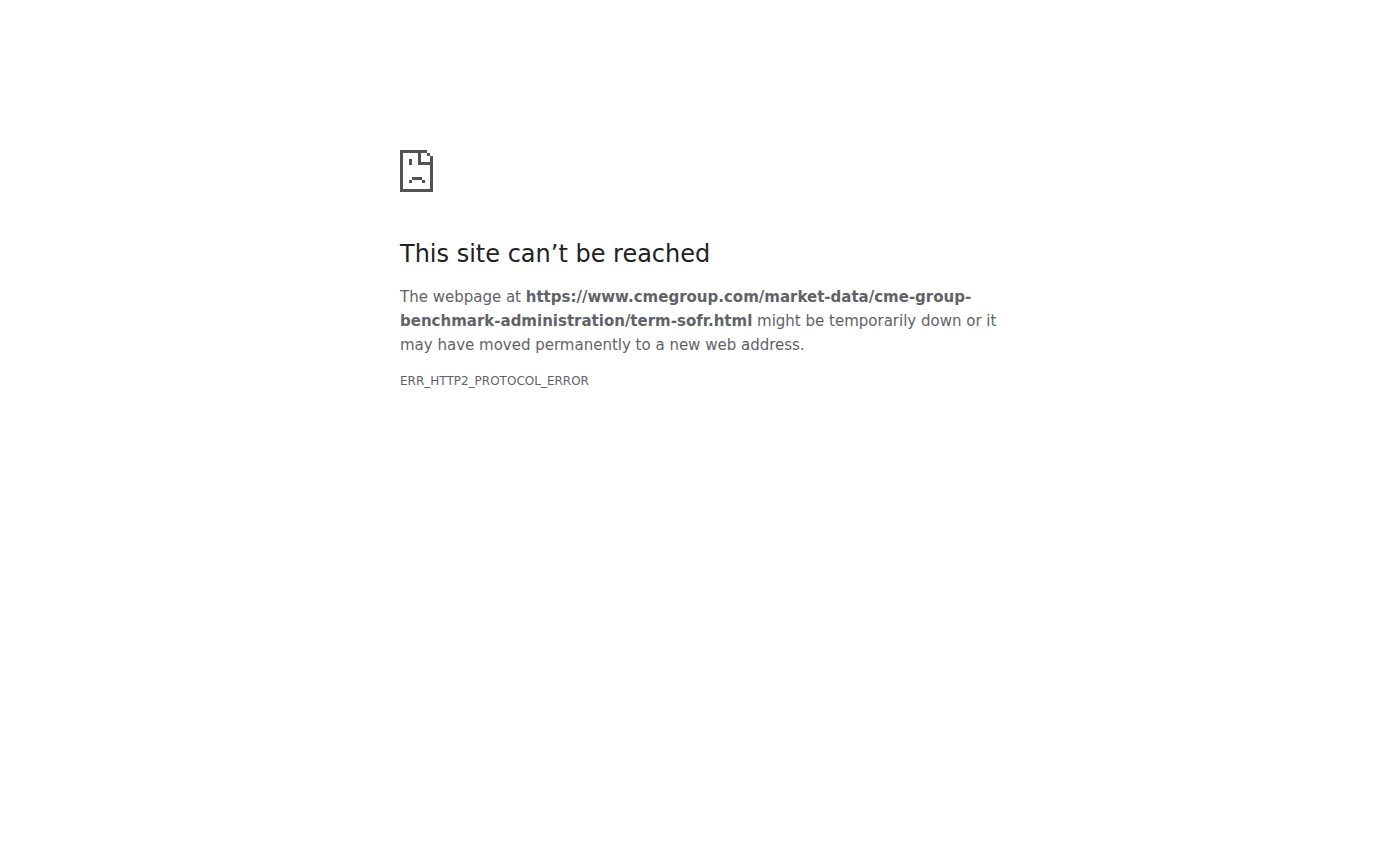 This site can’t be reached
The webpage at https://www.cmegroup.com/market-data/cme-group-
benchmark-administration/term-sofr.html might be temporarily down or it
may have moved permanently to a new web address.
ERR_HTTP2_PROTOCOL_ERROR